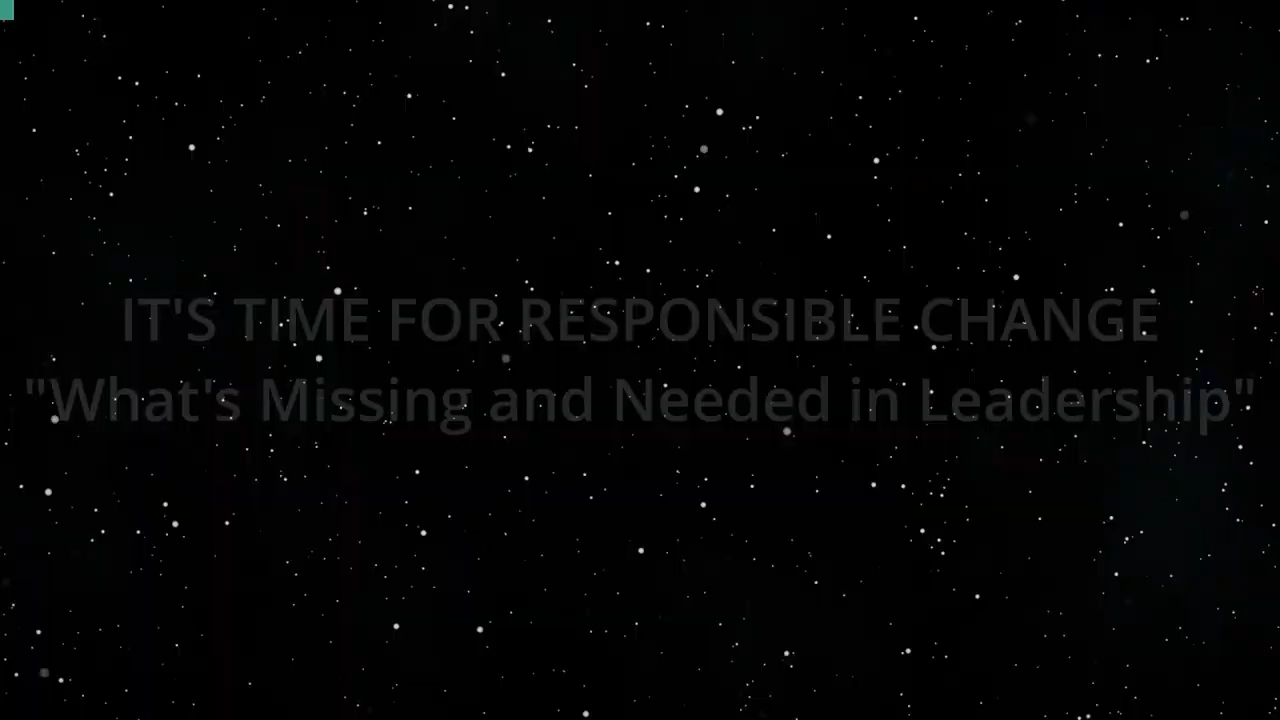 IT'S TIME FOR RESPONSIBLE CHANGE
"What's Missing and Needed in Leadership"